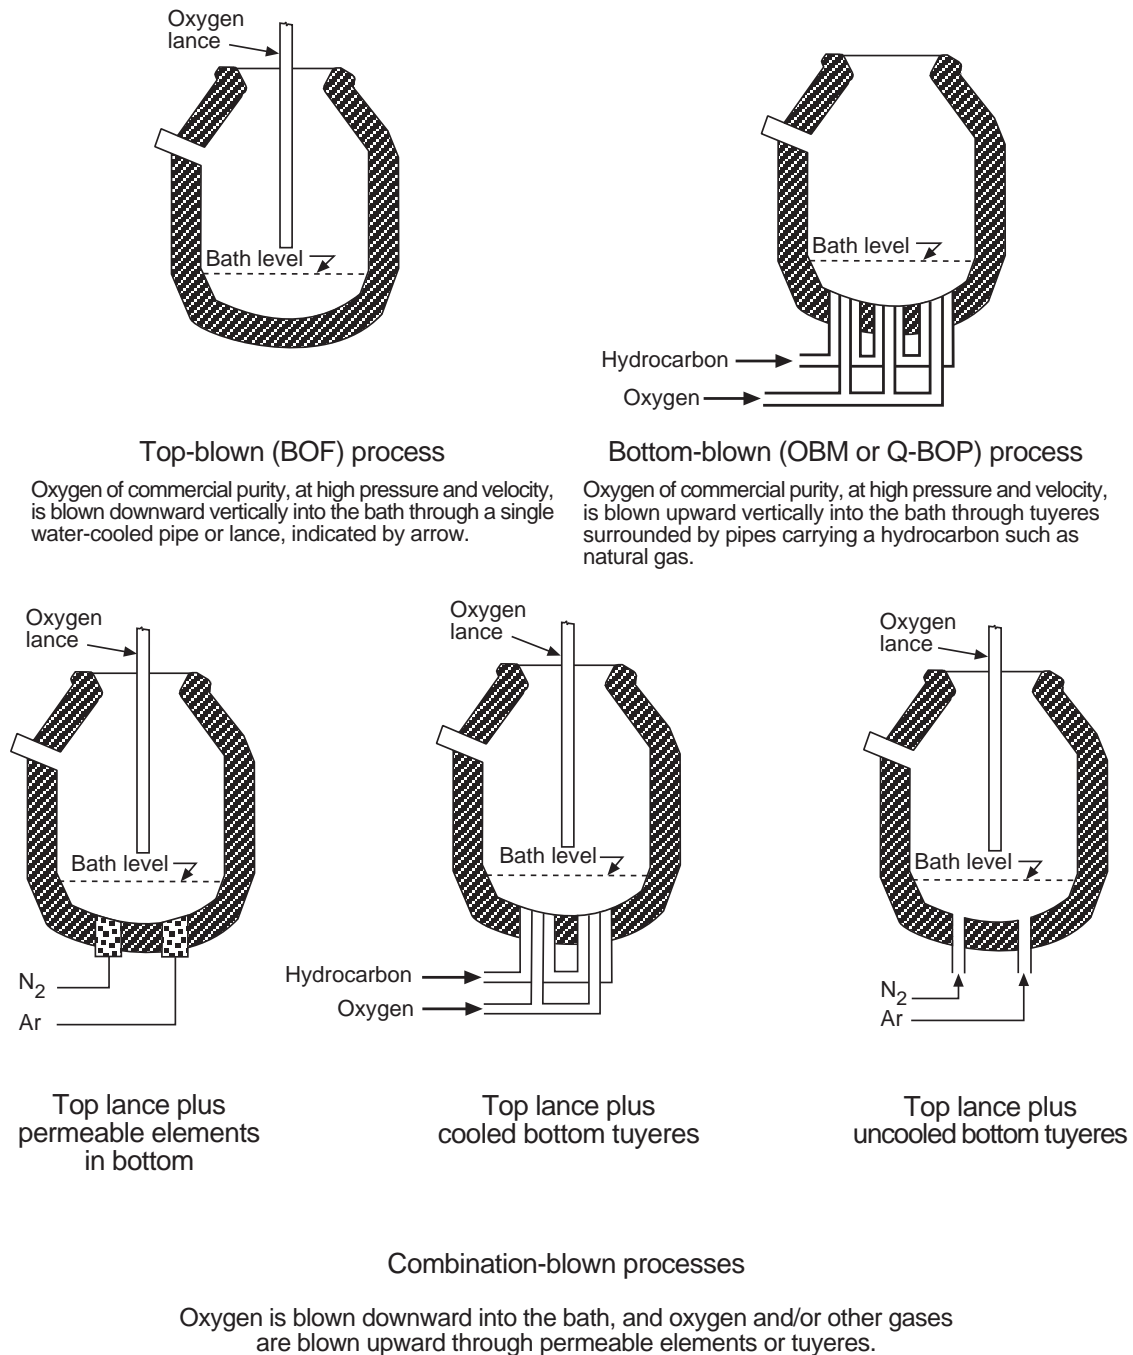 Oxygen
lance
Bath level
Bath level
Hydrocarbon
Oxygen
Top-blown (BOF) process
Oxygen of commercial purity, at high pressure and velocity,
is blown downward vertically into the bath through a single
water-cooled pipe or lance, indicated by arrow.
Bottom-blown (OBM or Q-BOP) process
Oxygen of commercial purity, at high pressure and velocity,
is blown upward vertically into the bath through tuyeres
surrounded by pipes carrying a hydrocarbon such as
natural gas.
Oxygen
lance
Bath level
N2
Ar
Top lance plus
permeable elements
in bottom
Oxygen
lance
Bath level
Hydrocarbon
Oxygen
Top lance plus
cooled bottom tuyeres
Oxygen
lance
Bath level
N2
Ar
Top lance plus
uncooled bottom tuyeres
Combination-blown processes
Oxygen is blown downward into the bath, and oxygen and/or other gases
are blown upward through permeable elements or tuyeres.